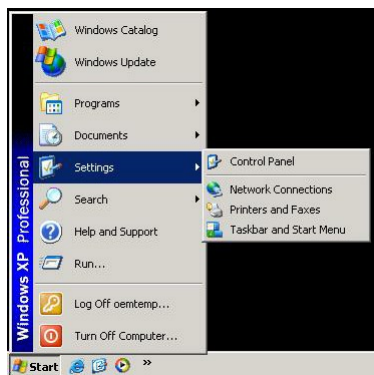 Windows Catalog
Windows Update
Programs
Documents
Settings
Search
Help and Support
Run...
Log Off oemtemp...
Turn Off Computer...
Windows XP Professional
Control Panel
Network Connections
Printers and Faxes
Taskbar and Start Menu
Start
»